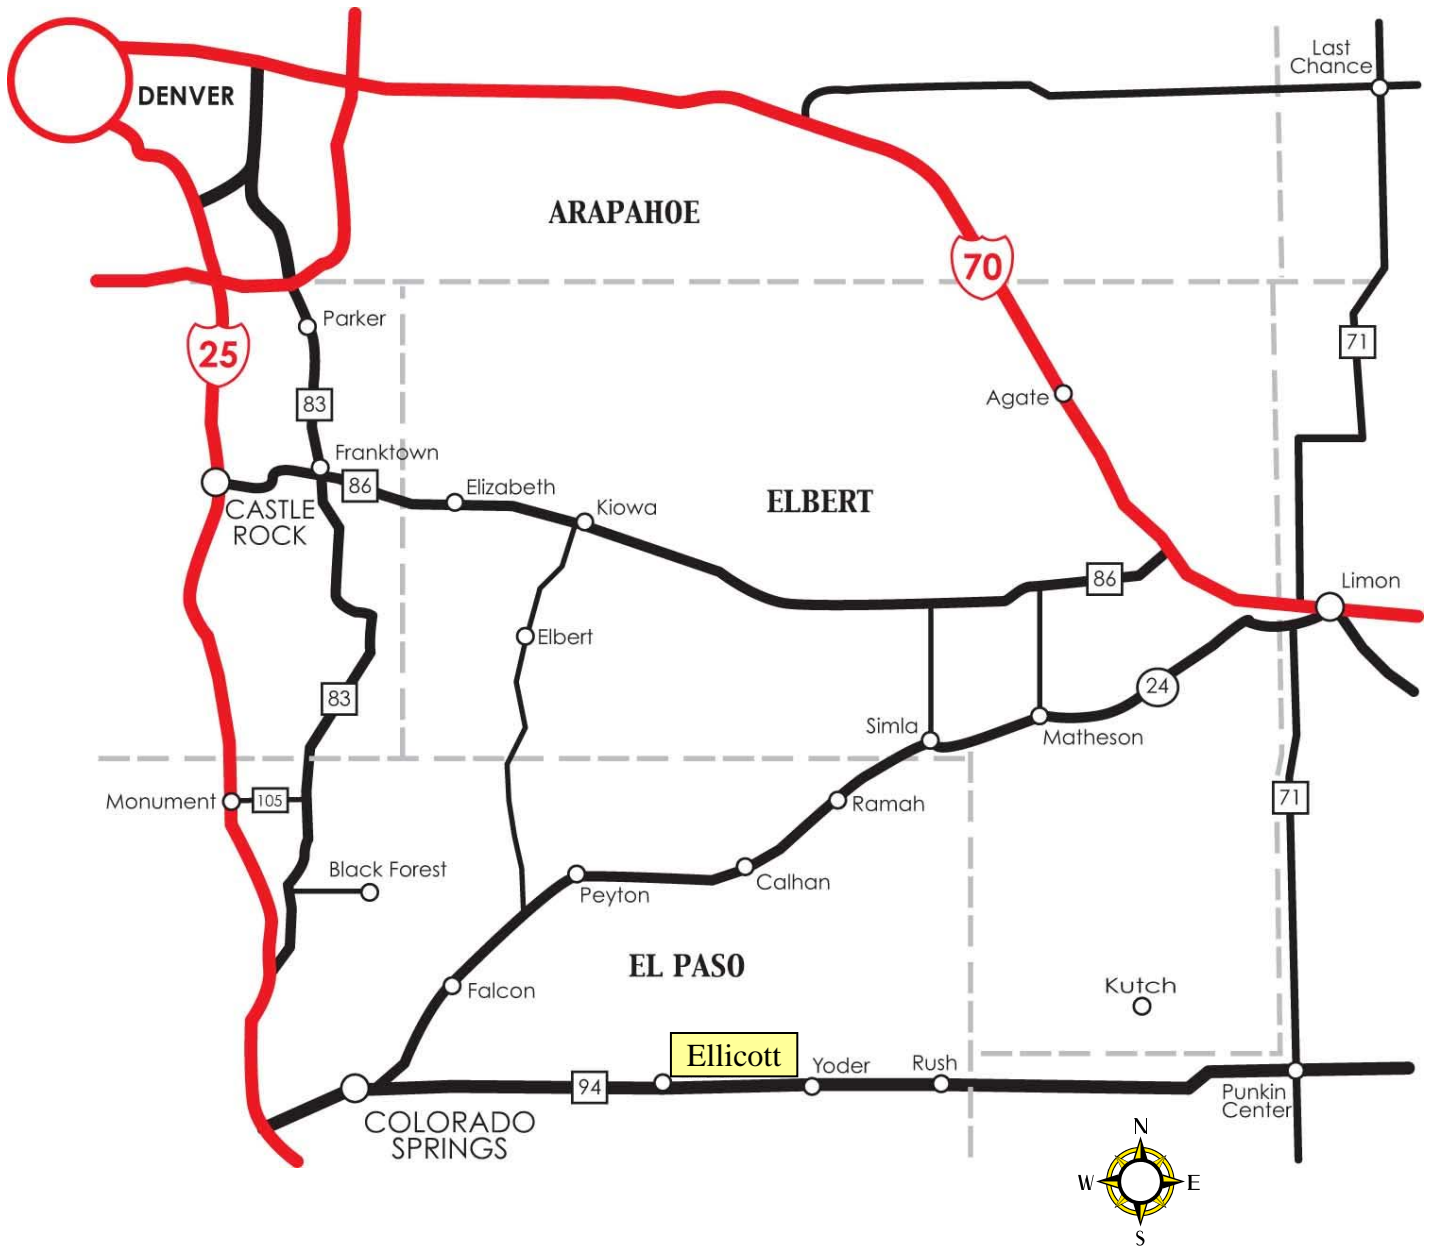 Last
Chance
DENVER
ARAPAHOE
70
Parker
25
71
Agate
83
Franktown
86
Elizabeth
Kiowa
ELBERT
CASTLE
ROCK
86
Limon
Elbert
24
83
Simla
Matheson
Monument
105
Ramah
71
Black Forest
Calhan
Peyton
EL PASO
Falcon
Kutch
Ellicott
Yoder
Rush
94
Punkin
Center
COLORADO
SPRINGS
N
W
E
S